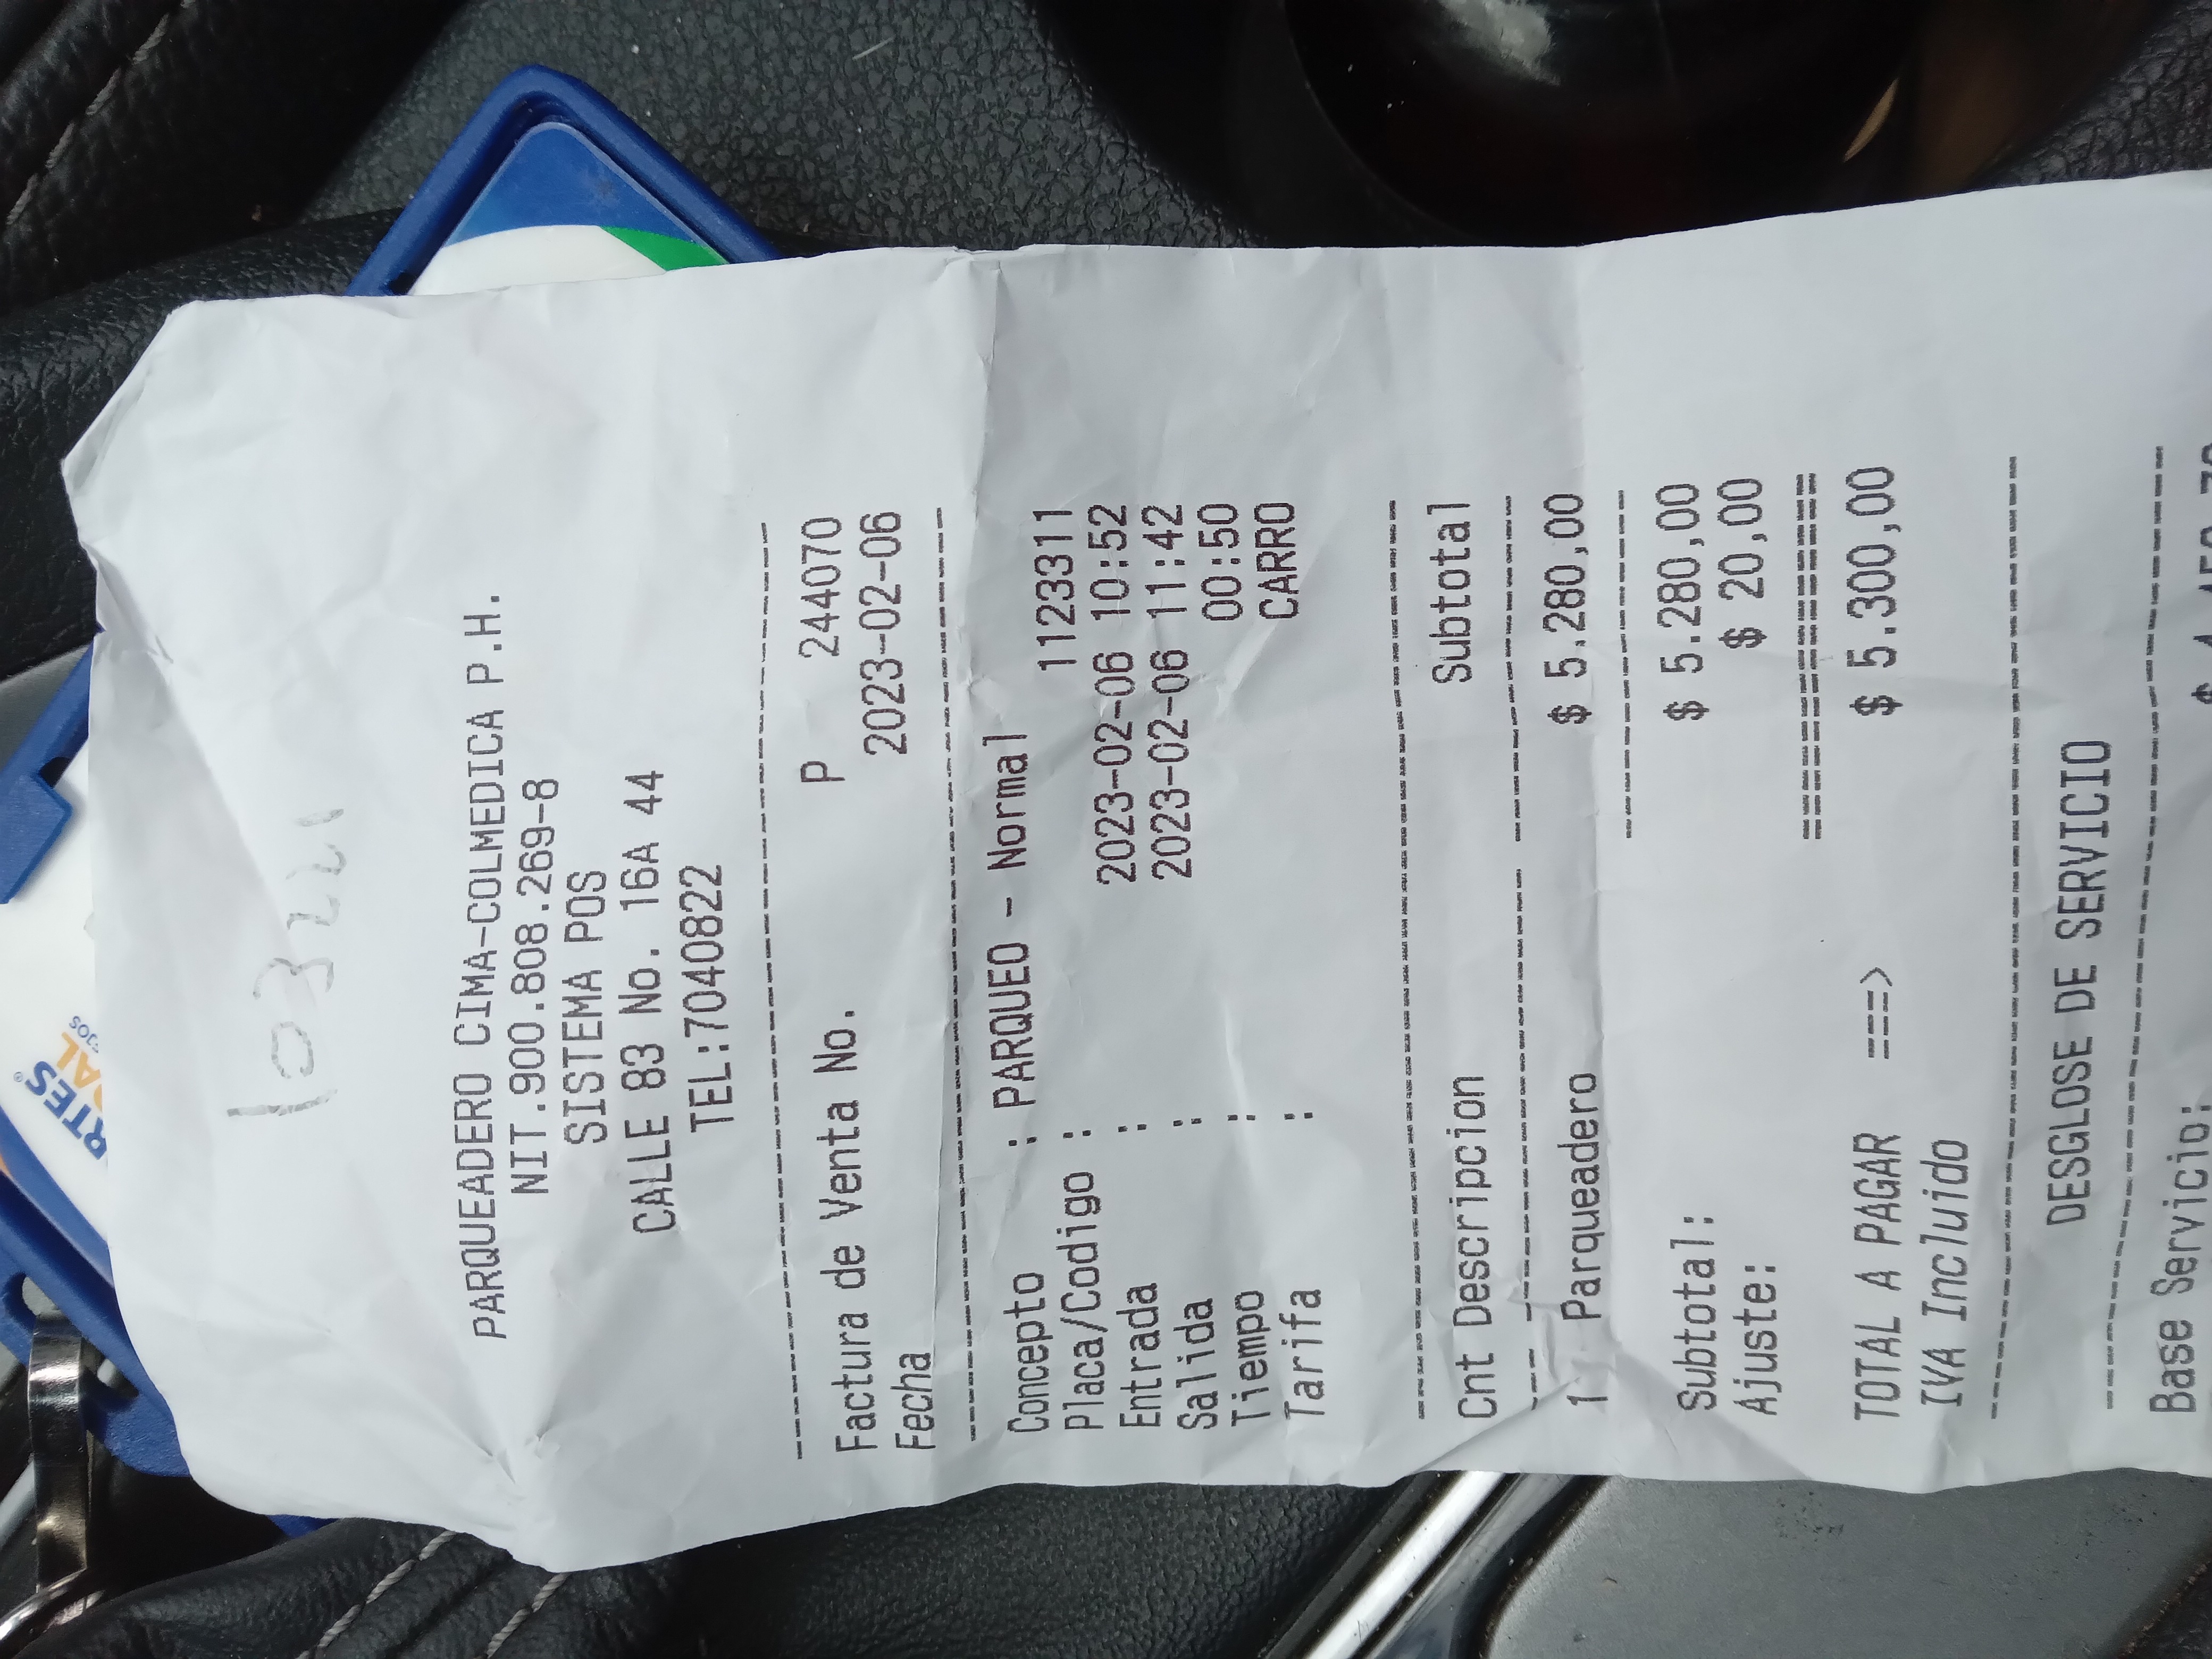 PARQUEADERO CIMA-COLMEDICA P.H.
NIT.900.808.269-8
SISTEMA POS
CALLE 83 No. 16A 44
TEL:7040822
Factura de Venta No. P 244070
Fecha 2023-02-06
Concepto : PARQUEO - Normal
Placa/Codigo : 1123311
Entrada : 2023-02-06 10:52
Salida : 2023-02-06 11:42
Tiempo : 00:50
Tarifa : CARRO
Cnt Descripcion Subtotal
1 Parqueadero $ 5.280,00
Subtotal: $ 5.280,00
Ajuste: $ 20,00
TOTAL A PAGAR ===> $ 5.300,00
IVA Incluido
DESGLOSE DE SERVICIO
Base Servicio:
RTES